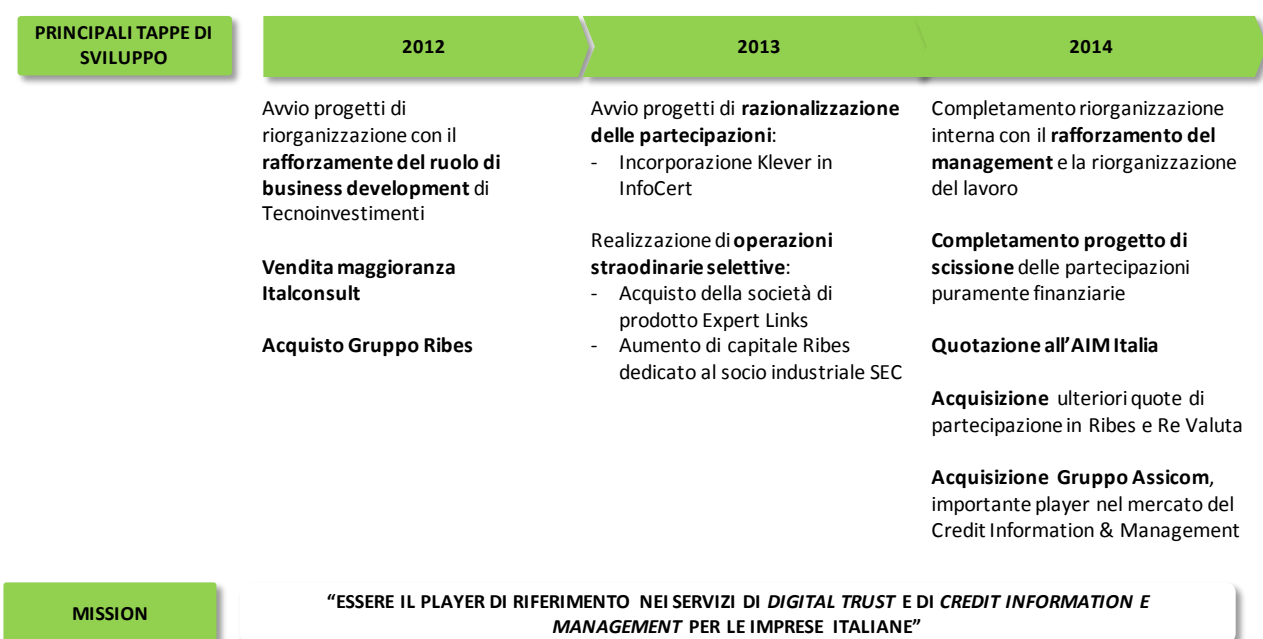 PRINCIPALI TAPPE DI
SVILUPPO
2012
2013
2014
Avvio progetti di
riorganizzazione con il
rafforzamente del ruolo di
business development di
Tecnoinvestimenti
Vendita maggioranza
Italconsult
Acquisto Gruppo Ribes
Avvio progetti di razionalizzazione
delle partecipazioni:
- Incorporazione Klever in
InfoCert
Realizzazione di operazioni
straodinarie selettive:
- Acquisto della società di
prodotto Expert Links
- Aumento di capitale Ribes
dedicato al socio industriale SEC
Completamento riorganizzazione
interna con il rafforzamento del
management e la riorganizzazione
del lavoro
Completamento progetto di
scissione delle partecipazioni
puramente finanziarie
Quotazione all'AIM Italia
Acquisizione ulteriori quote di
partecipazione in Ribes e Re Valuta
Acquisizione Gruppo Assicom,
importante player nel mercato del
Credit Information & Management
MISSION
"ESSERE IL PLAYER DI RIFERIMENTO NEI SERVIZI DI DIGITAL TRUST E DI CREDIT INFORMATION E
MANAGEMENT PER LE IMPRESE ITALIANE"